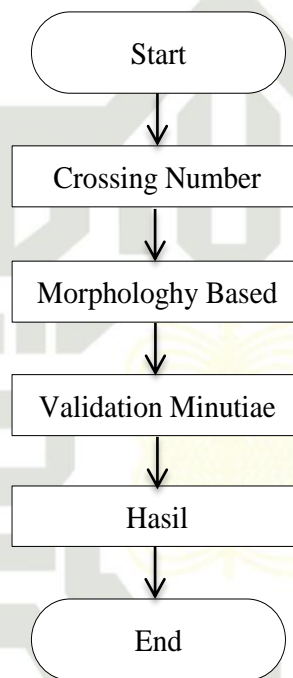 Start
Crossing Number
Morphologhy Based
Validation Minutiae
Hasil
End